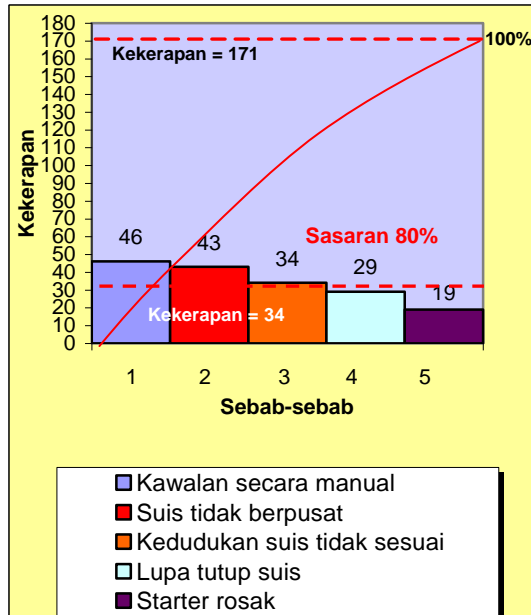 180
170
160
150
140
130
120
110
100
90
80
70
60
50
40
30
20
10
0
Kekerapan
Kekerapan = 171
100%
46
43
34
29
19
Sasaran 80%
Kekerapan = 34
1 2 3 4 5
Sebab-sebab
Kawalan secara manual
Suis tidak berpusat
Kedudukan suis tidak sesuai
Lupa tutup suis
Starter rosak